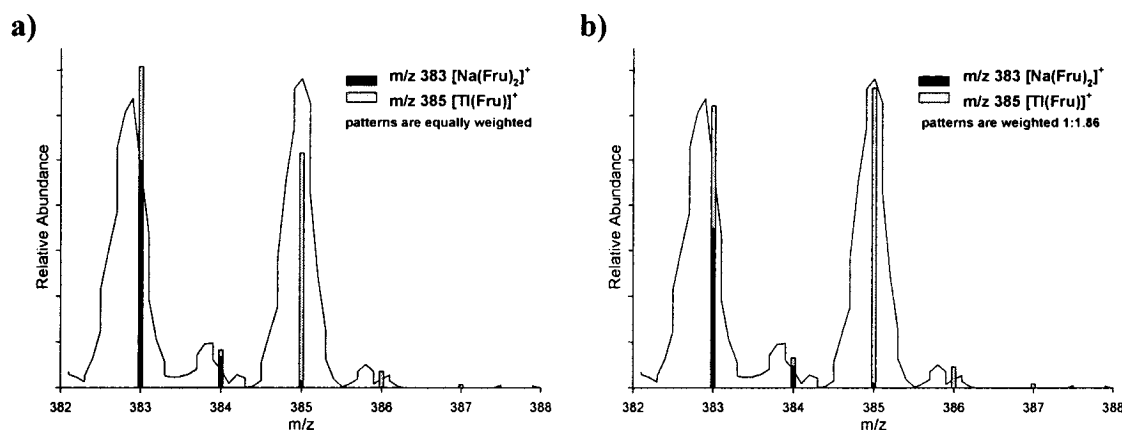 a)
Relative Abundance
m/z 383 [Na(Fru)₂]⁺
m/z 385 [Tl(Fru)]⁺
patterns are equally weighted
382 383 384 385 386 387 388
m/z
b)
Relative Abundance
m/z 383 [Na(Fru)₂]⁺
m/z 385 [Tl(Fru)]⁺
patterns are weighted 1:1.86
382 383 384 385 386 387 388
m/z